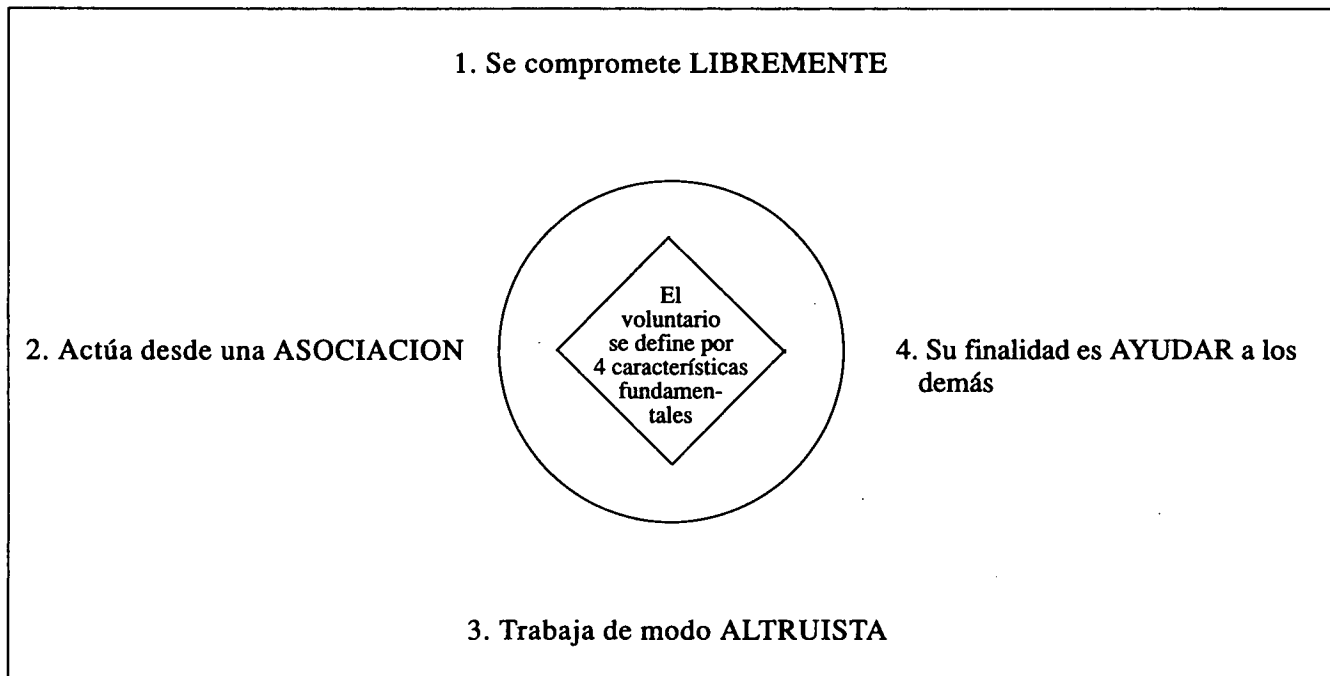 1. Se compromete LIBREMENTE
El
voluntario
se define por
4 características
fundamen-
tales
2. Actúa desde una ASOCIACION
4. Su finalidad es AYUDAR a los
demás
3. Trabaja de modo ALTRUISTA